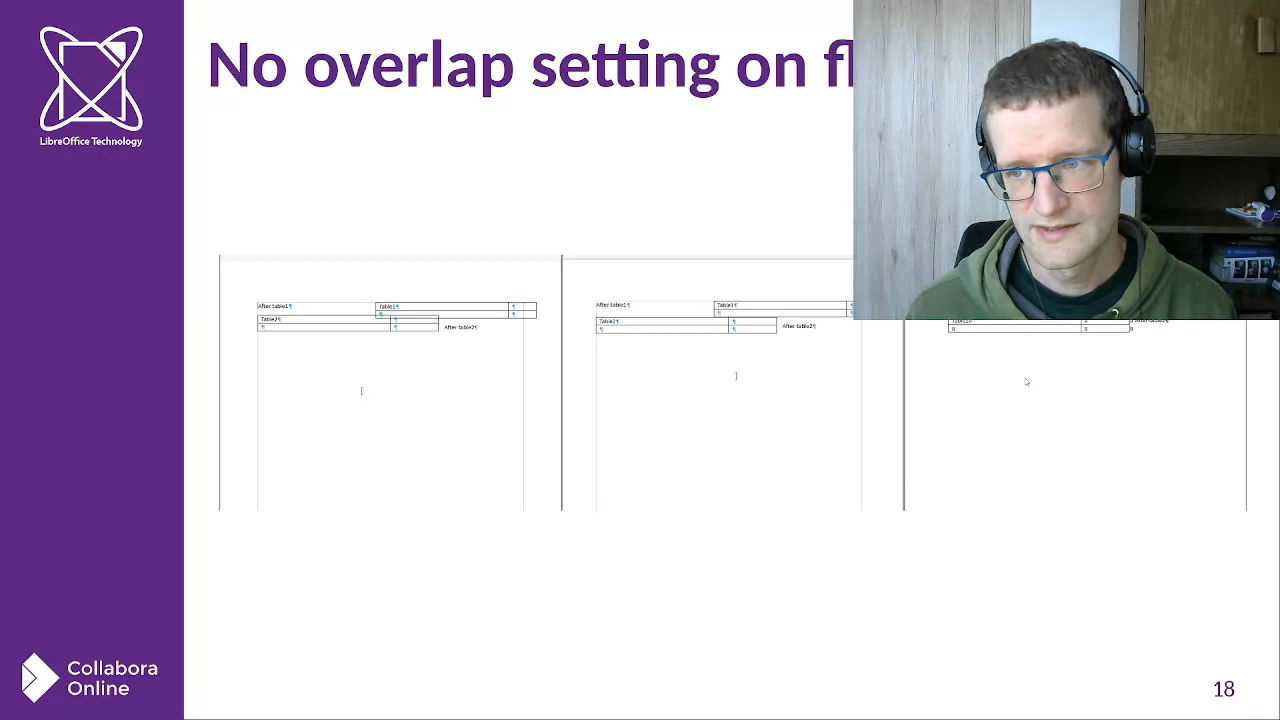 LibreOffice Technology
No overlap setting on fl
After·table1¶
Table1¶
¶
¶
¶
Table2¶
¶
¶
¶
After·table2¶
After·table1¶
Table1¶
¶
¶
Table2¶
¶
¶
¶
After·table2¶
¤
¤
¤
Collabora
Online
18